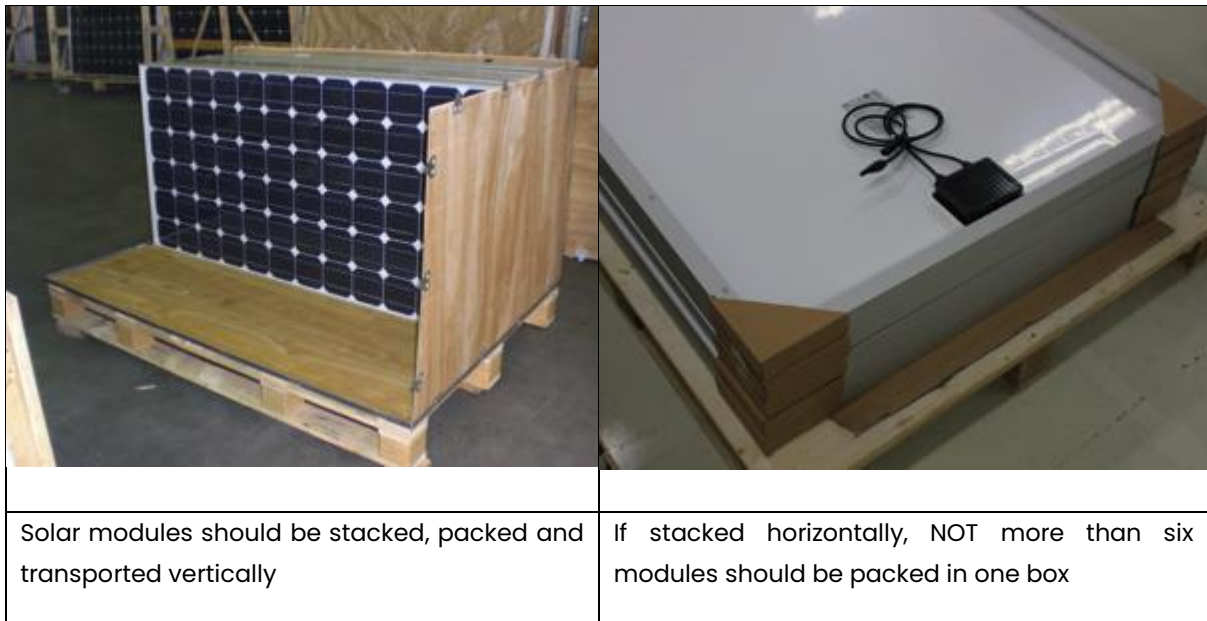 Solar modules should be stacked, packed and
transported vertically
If stacked horizontally, NOT more than six
modules should be packed in one box